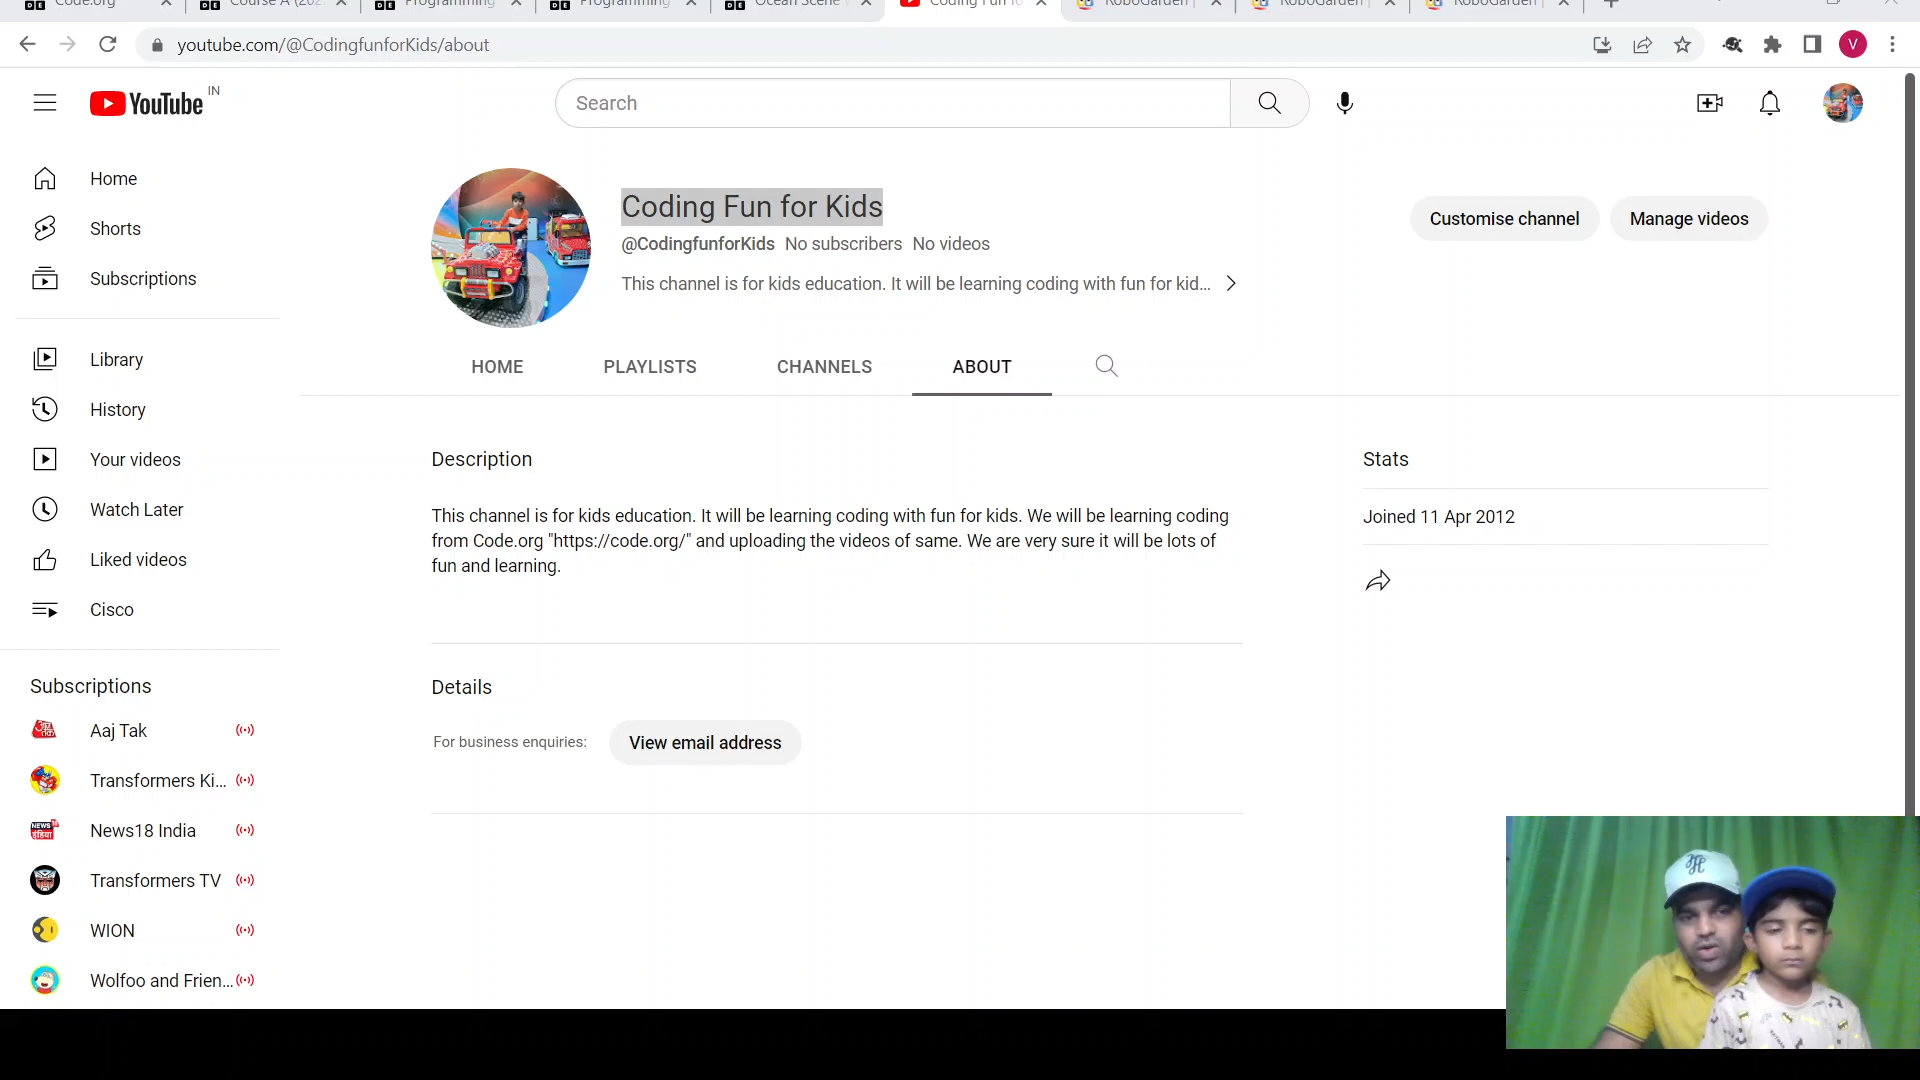 Code.org
Course A (202
Programming
Programming
Ocean Scene
Coding Fun fo
RoboGarden |
RoboGarden |
RoboGarden |
youtube.com/@CodingfunforKids/about
V
YouTube IN
Search
Home
Shorts
Subscriptions
Library
History
Your videos
Watch Later
Liked videos
Cisco
Subscriptions
Aaj Tak
Transformers Ki...
News18 India
Transformers TV
WION
Wolfoo and Frien...
Coding Fun for Kids
@CodingfunforKids No subscribers No videos
This channel is for kids education. It will be learning coding with fun for kid...
Customise channel
Manage videos
HOME
PLAYLISTS
CHANNELS
ABOUT
Description
This channel is for kids education. It will be learning coding with fun for kids. We will be learning coding
from Code.org "https://code.org/" and uploading the videos of same. We are very sure it will be lots of
fun and learning.
Details
For business enquiries:
View email address
Stats
Joined 11 Apr 2012